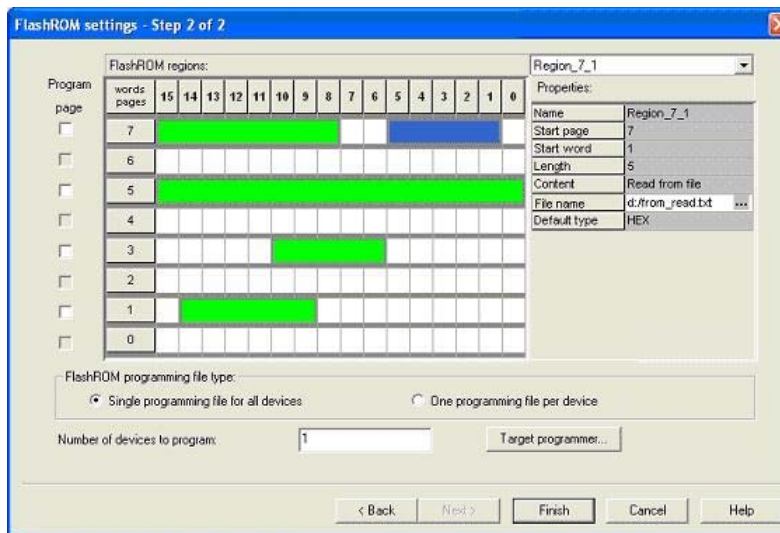 FlashROM settings - Step 2 of 2
FlashROM regions:
Region_7_1
Program page
words pages 15 14 13 12 11 10 9 8 7 6 5 4 3 2 1 0
7
6
5
4
3
2
1
0
Properties:
Name Region_7_1
Start page 7
Start word 1
Length 5
Content Read from file
File name d:/from_read.txt ...
Default type HEX
FlashROM programming file type:
Single programming file for all devices One programming file per device
Number of devices to program: 1 Target programmer...
< Back Next > Finish Cancel Help